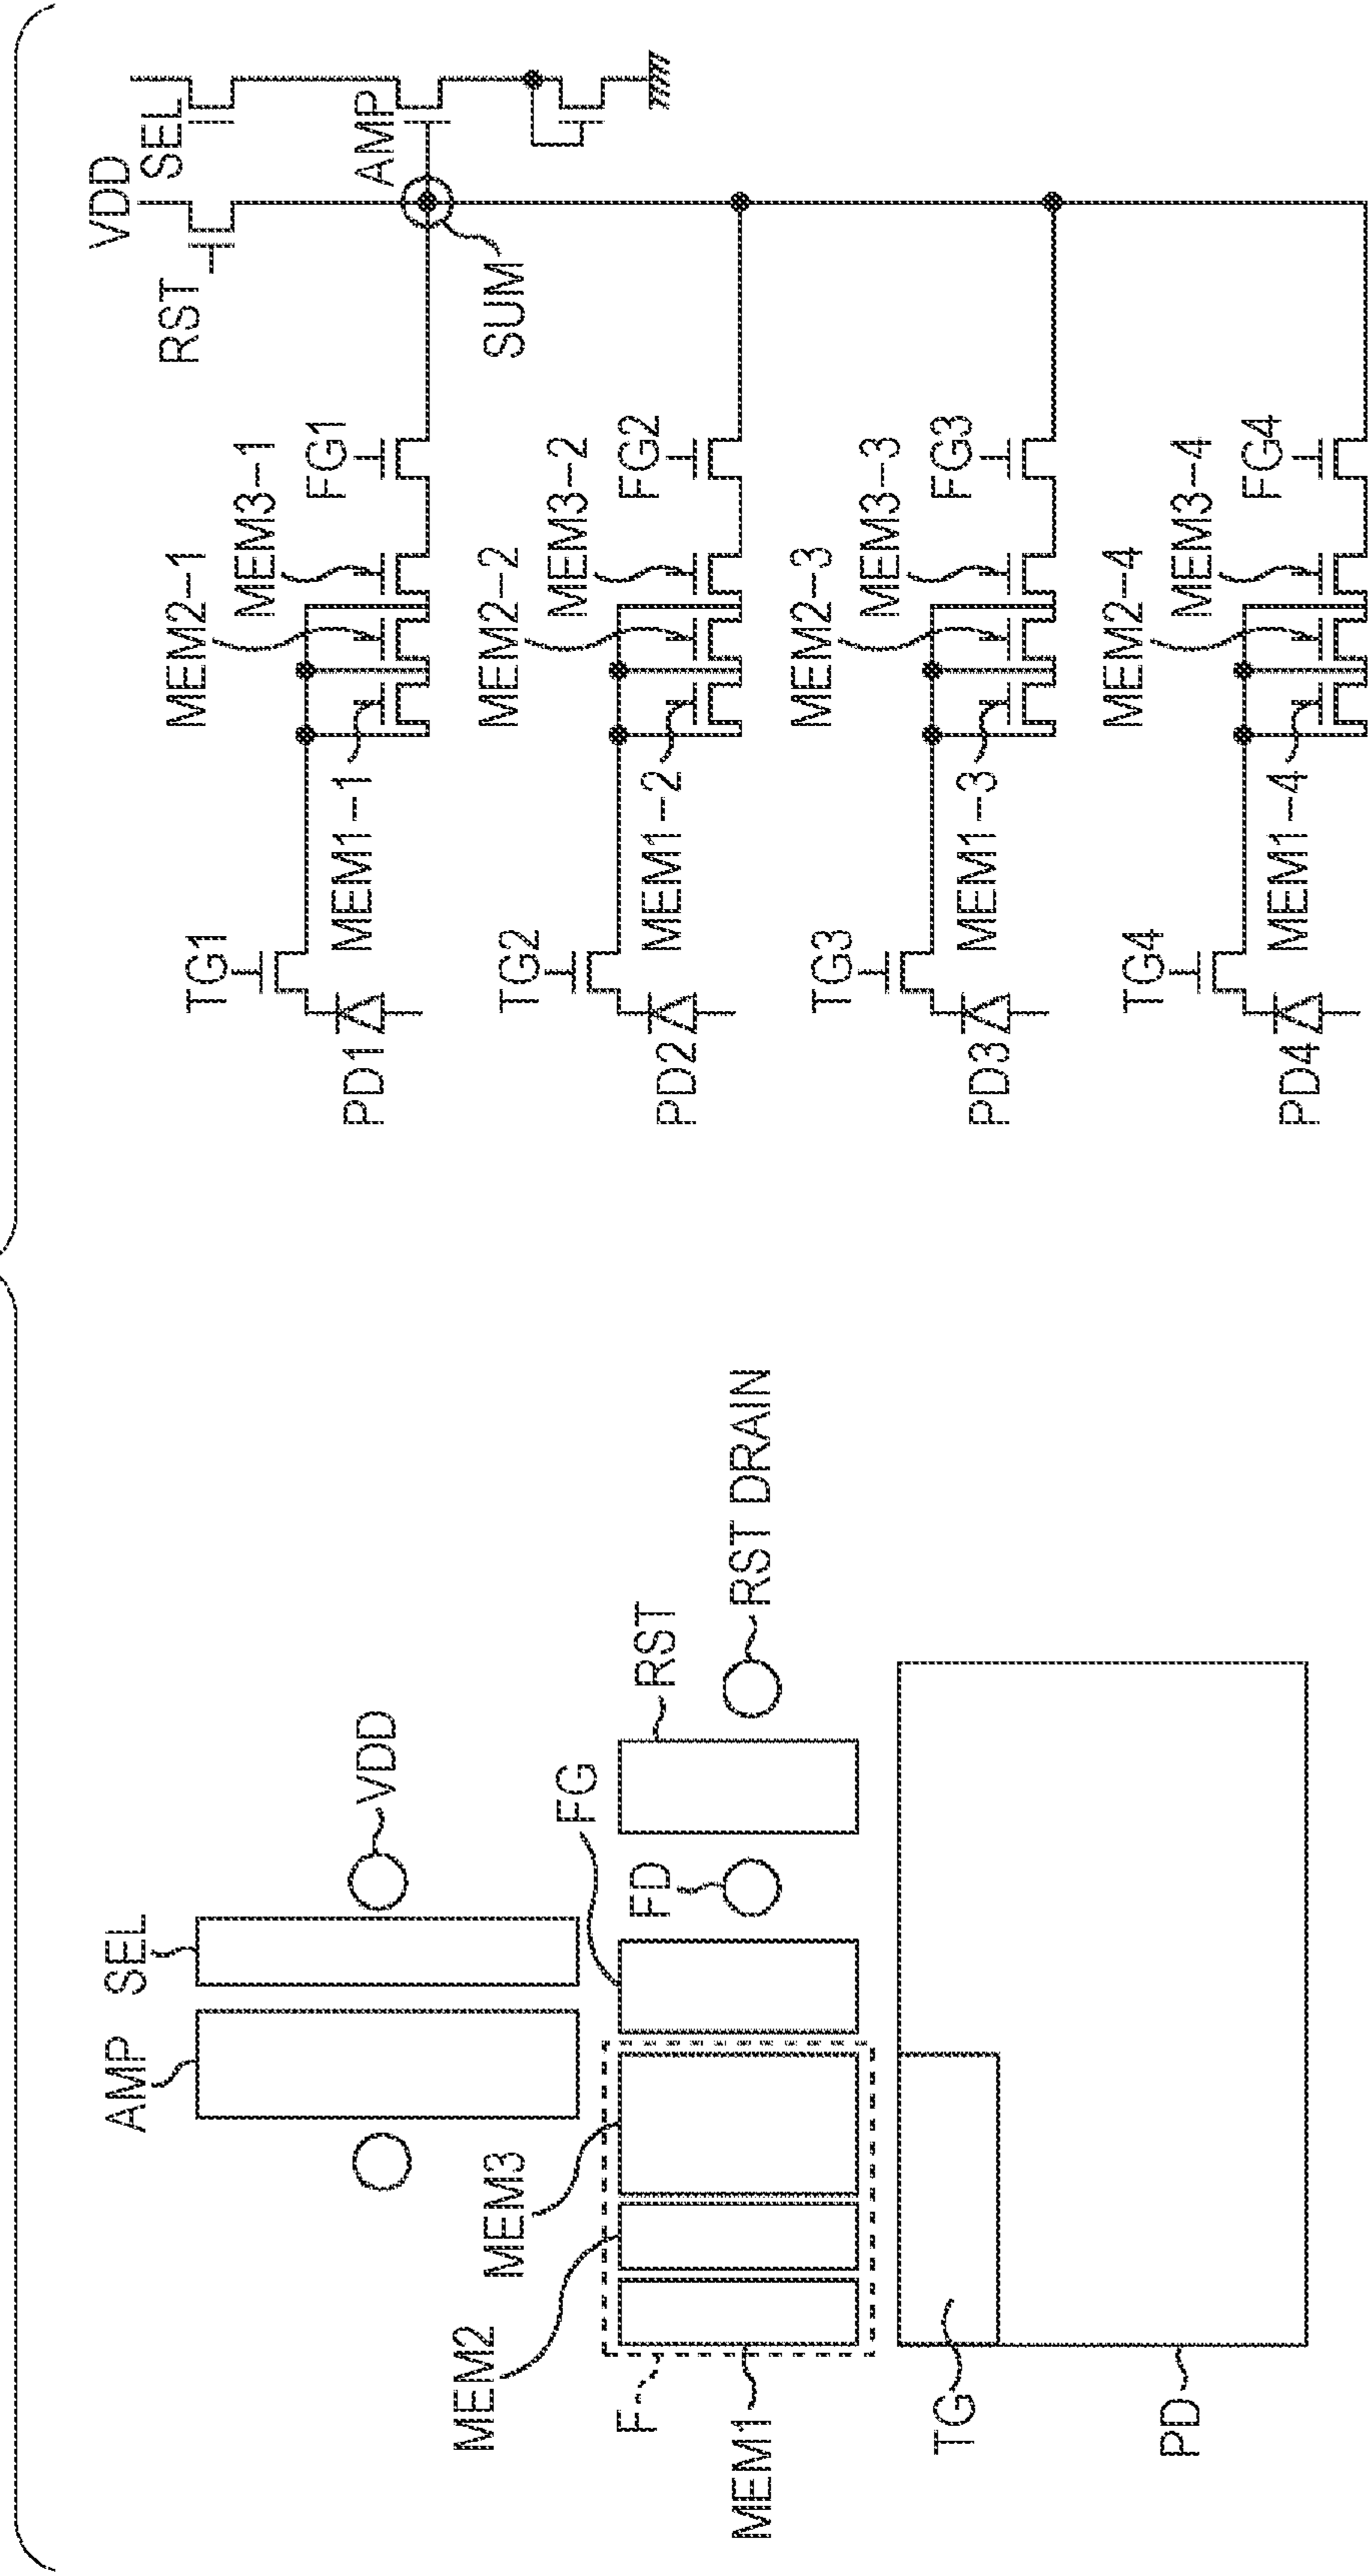 AMP
SEL
VDD
MEM3
FG
MEM2
FD
RST
F
MEM1
RST DRAIN
TG
PD
VDD
SEL
RST
AMP
SUM
TG1
MEM2-1
MEM3-1
FG1
MEM1-1
PD1
TG2
MEM2-2
MEM3-2
FG2
MEM1-2
PD2
TG3
MEM2-3
MEM3-3
FG3
MEM1-3
PD3
TG4
MEM2-4
MEM3-4
FG4
MEM1-4
PD4